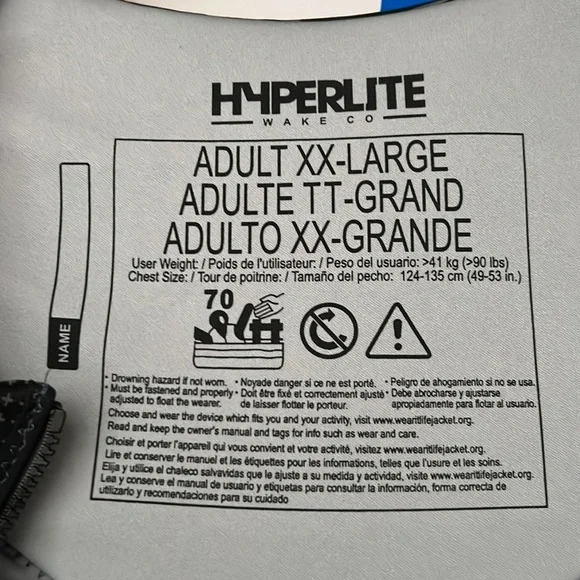 HYPERLITE
WAKE CO
ADULT XX-LARGE
ADULTE TT-GRAND
ADULTO XX-GRANDE
User Weight: / Poids de l'utilisateur: / Peso del usuario: >41 kg (>90 lbs)
Chest Size: / Tour de poitrine: / Tamaño del pecho: 124-135 cm (49-53 in.)
70
NAME
• Drowning hazard if not worn. • Noyade danger si ce ne est porté. • Peligro de ahogamiento si no se usa.
• Must be fastened and properly • Doit être fixé et correctement ajusté • Debe abrocharse y ajustarse
adjusted to float the wearer. de laisser flotter le porteur. apropiadamente para flotar al usuario.
Choose and wear the device which fits you and your activity, visit www.wearitlifejacket.org.
Read and keep the owner's manual and tags for info such as wear and care.
Choisir et porter l'appareil qui vous convient et votre activité, visitez www.wearitlifejacket.org.
Lire et conserver le manuel et les étiquettes pour les informations, telles que l'usure et les soins.
Elija y utilice el chaleco salvavidas que le ajuste a su medida y actividad, visite www.wearitlifejacket.org.
Lea y conserve el manual de usuario y etiquetas para consultar la información, forma correcta de
utilizarlo y recomendaciones para su cuidado